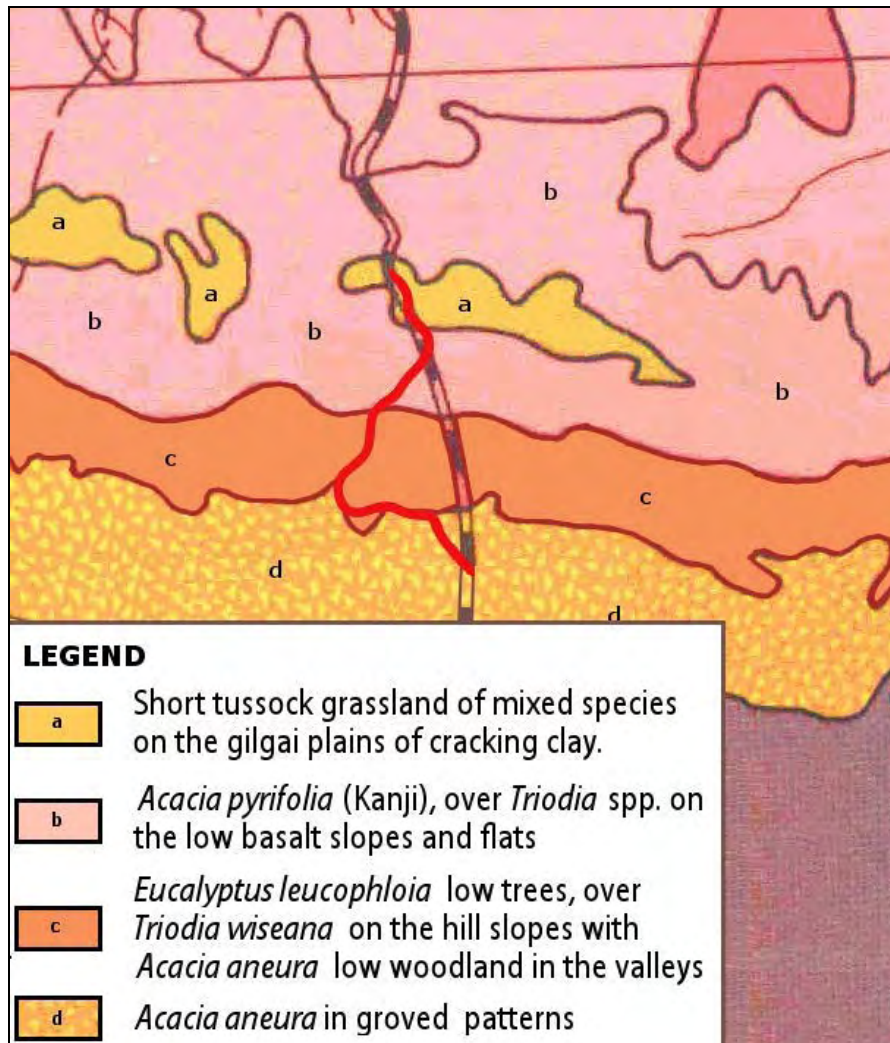 b
a
a
a
b
b
b
c
c
d
d
LEGEND
a
Short tussock grassland of mixed species
on the gilgai plains of cracking clay.
b
Acacia pyrifolia (Kanji), over Triodia spp. on
the low basalt slopes and flats
c
Eucalyptus leucophloia low trees, over
Triodia wiseana on the hill slopes with
Acacia aneura low woodland in the valleys
d
Acacia aneura in groved patterns